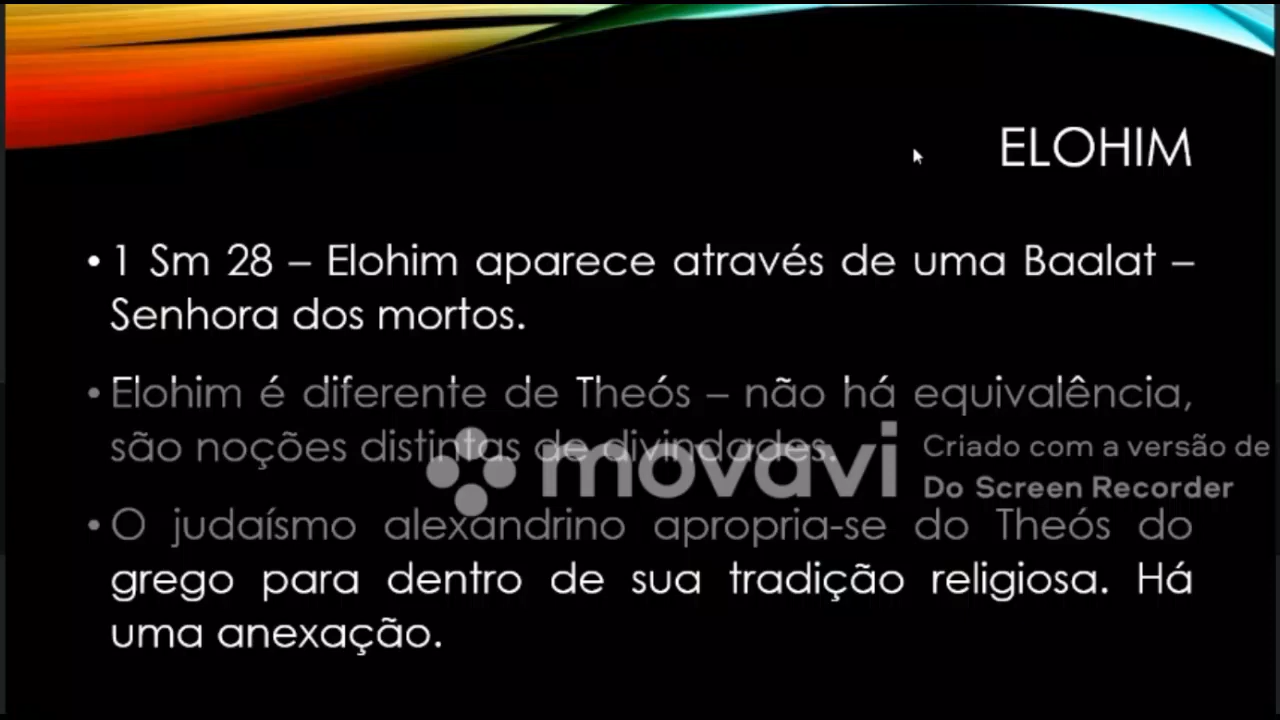 ELOHIM
• 1 Sm 28 – Elohim aparece através de uma Baalat –
Senhora dos mortos.
• Elohim é diferente de Theós – não há equivalência,
são noções distintas de divindades.
movavi
Criado com a versão de
Do Screen Recorder
• O judaísmo alexandrino apropria-se do Theós do
grego para dentro de sua tradição religiosa. Há
uma anexação.